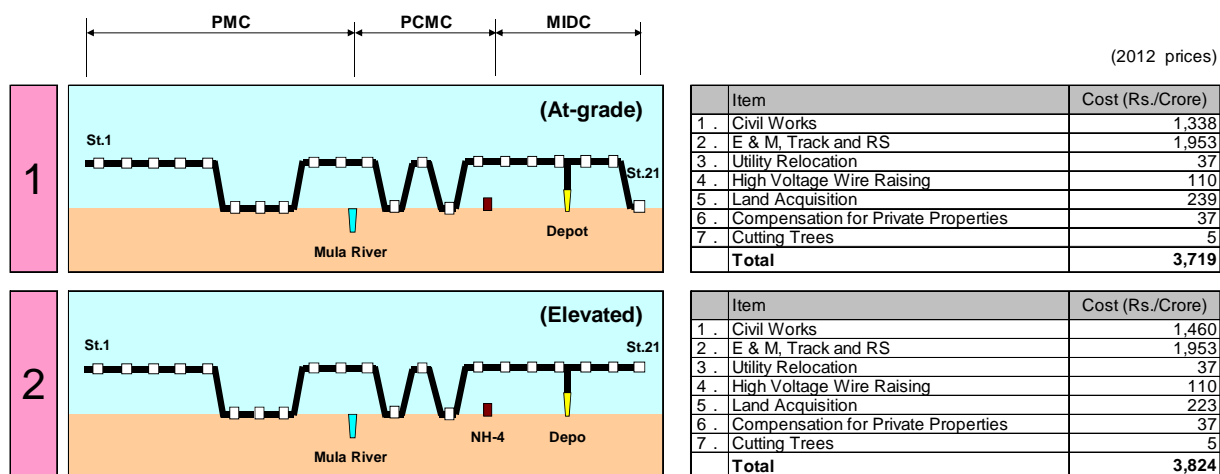 PMC PCMC MIDC
(2012 prices)
1
(At-grade)
St.1
St.21
Depot
Mula River
Item Cost (Rs./Crore)
1 . Civil Works 1,338
2 . E & M, Track and RS 1,953
3 . Utility Relocation 37
4 . High Voltage Wire Raising 110
5 . Land Acquisition 239
6 . Compensation for Private Properties 37
7 . Cutting Trees 5
Total 3,719
2
(Elevated)
St.1
St.21
NH-4
Depo
Mula River
Item Cost (Rs./Crore)
1 . Civil Works 1,460
2 . E & M, Track and RS 1,953
3 . Utility Relocation 37
4 . High Voltage Wire Raising 110
5 . Land Acquisition 223
6 . Compensation for Private Properties 37
7 . Cutting Trees 5
Total 3,824